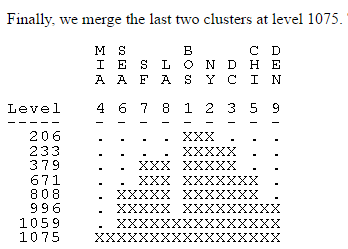 Finally, we merge the last two clusters at level 1075.
M S     B     C D
I E S L O N D H E
A A F A S Y C I N
Level 4 6 7 8 1 2 3 5 9
----- - - - - - - - - -
206 . . . . XXX . . .
233 . . . . XXXXX . .
379 . . XXX XXXXX . .
671 . . XXX XXXXXXX .
808 . XXXXX XXXXXXX .
996 . XXXXX XXXXXXXXX
1059 . XXXXXXXXXXXXXXX
1075 XXXXXXXXXXXXXXXXX